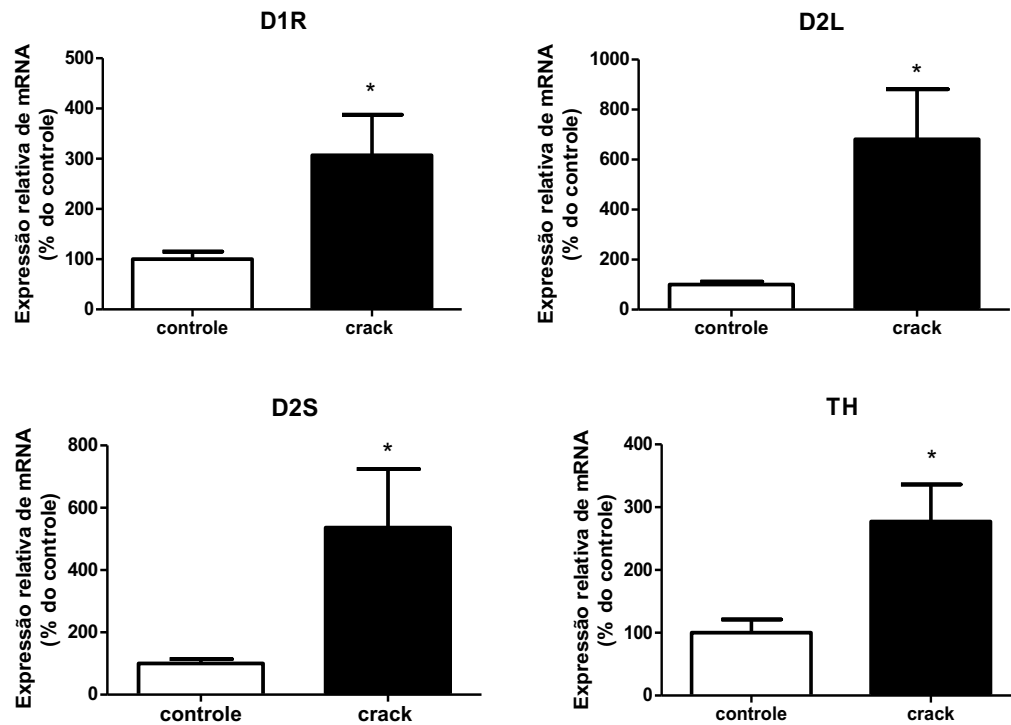 D1R
Expressão relativa de mRNA
(% do controle)
500
400
300
200
100
0
*
controle
crack
D2L
Expressão relativa de mRNA
(% do controle)
1000
800
600
400
200
0
*
controle
crack
D2S
Expressão relativa de mRNA
(% do controle)
800
600
400
200
0
*
controle
crack
TH
Expressão relativa de mRNA
(% do controle)
400
300
200
100
0
*
controle
crack